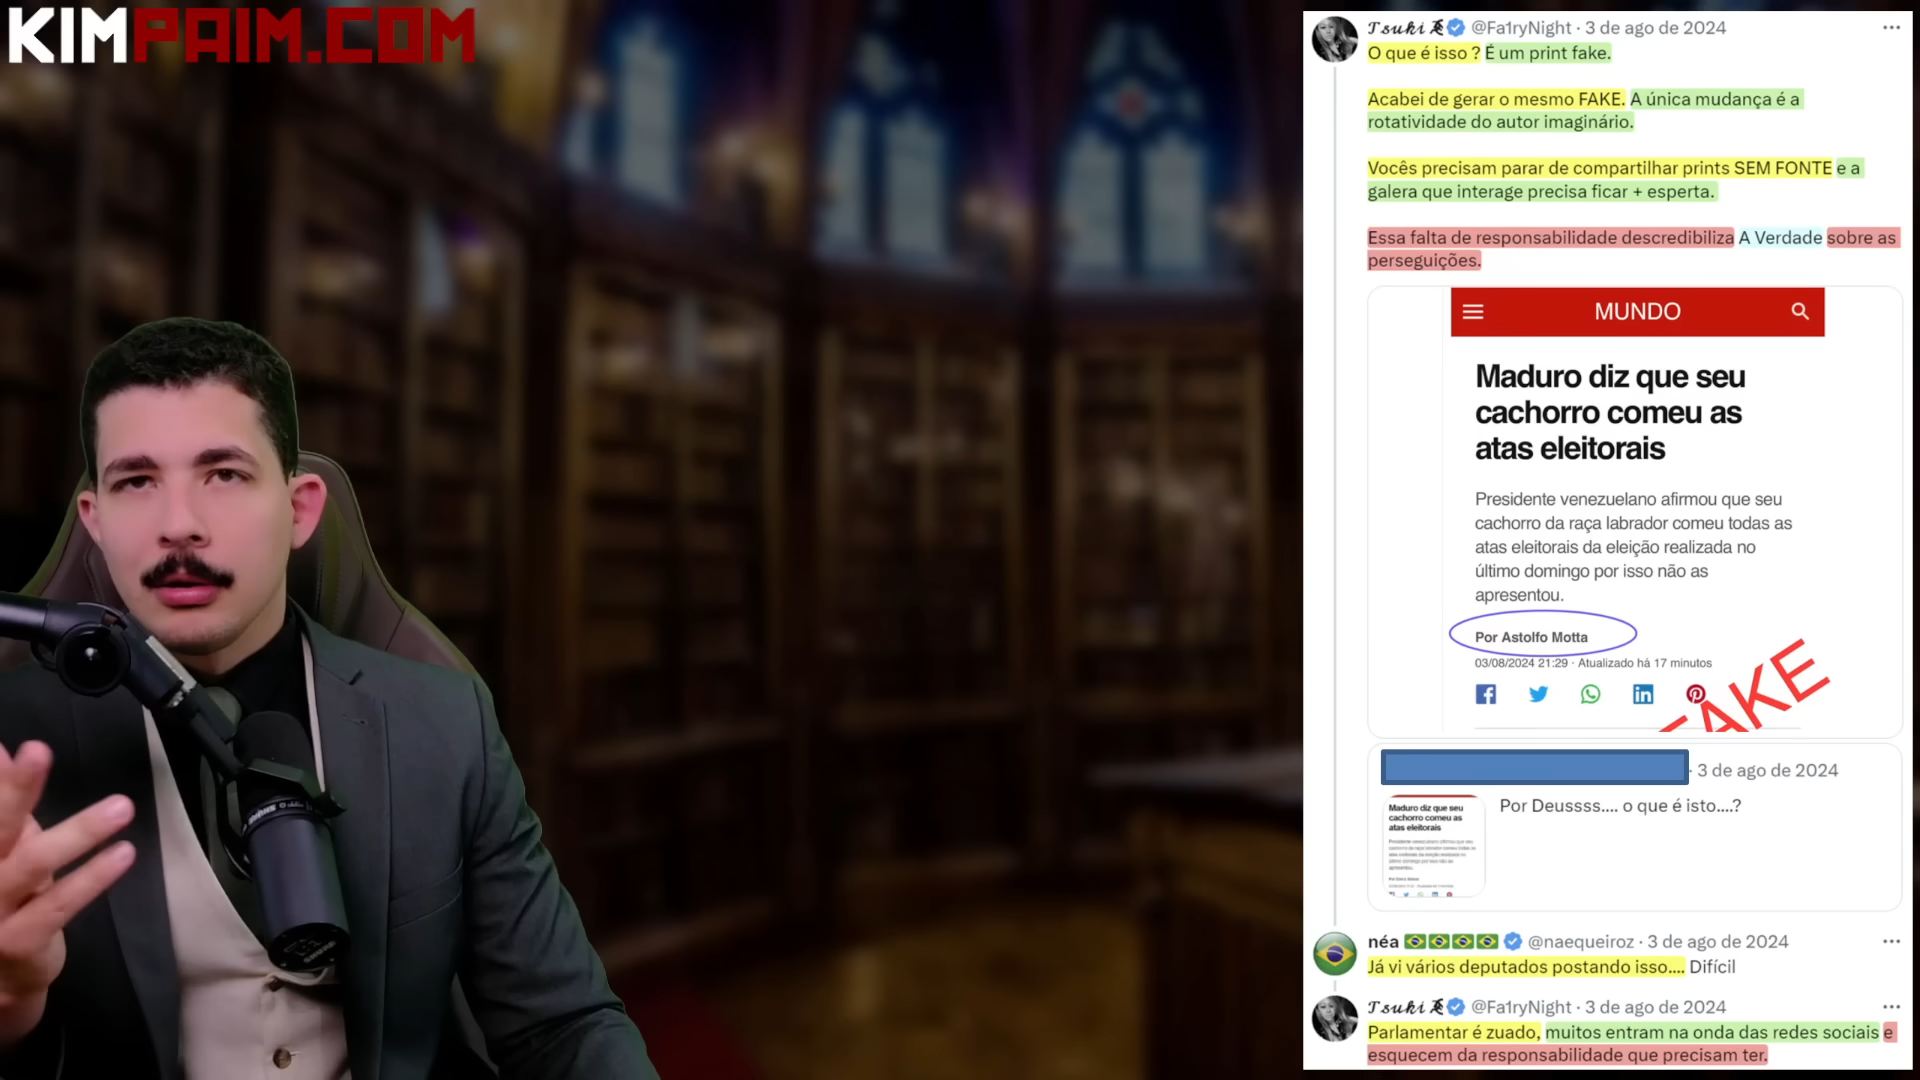 KIMPAIM.COM
Tsuki @Fa1ryNight · 3 de ago de 2024
O que é isso ? É um print fake.
Acabei de gerar o mesmo FAKE. A única mudança é a
rotatividade do autor imaginário.
Vocês precisam parar de compartilhar prints SEM FONTE e a
galera que interage precisa ficar + esperta.
Essa falta de responsabilidade descredibiliza A Verdade sobre as
perseguições.
MUNDO
Maduro diz que seu
cachorro comeu as
atas eleitorais
Presidente venezuelano afirmou que seu
cachorro da raça labrador comeu todas as
atas eleitorais da eleição realizada no
último domingo por isso não as
apresentou.
Por Astolfo Motta
03/08/2024 21:29 · Atualizado há 17 minutos
FAKE
· 3 de ago de 2024
Por Deussss.... o que é isto....?
Maduro diz que seu
cachorro comeu as
atas eleitorais
néa @naequeiroz · 3 de ago de 2024
Já vi vários deputados postando isso.... Difícil
Tsuki @Fa1ryNight · 3 de ago de 2024
Parlamentar é zuado, muitos entram na onda das redes sociais e
esquecem da responsabilidade que precisam ter.